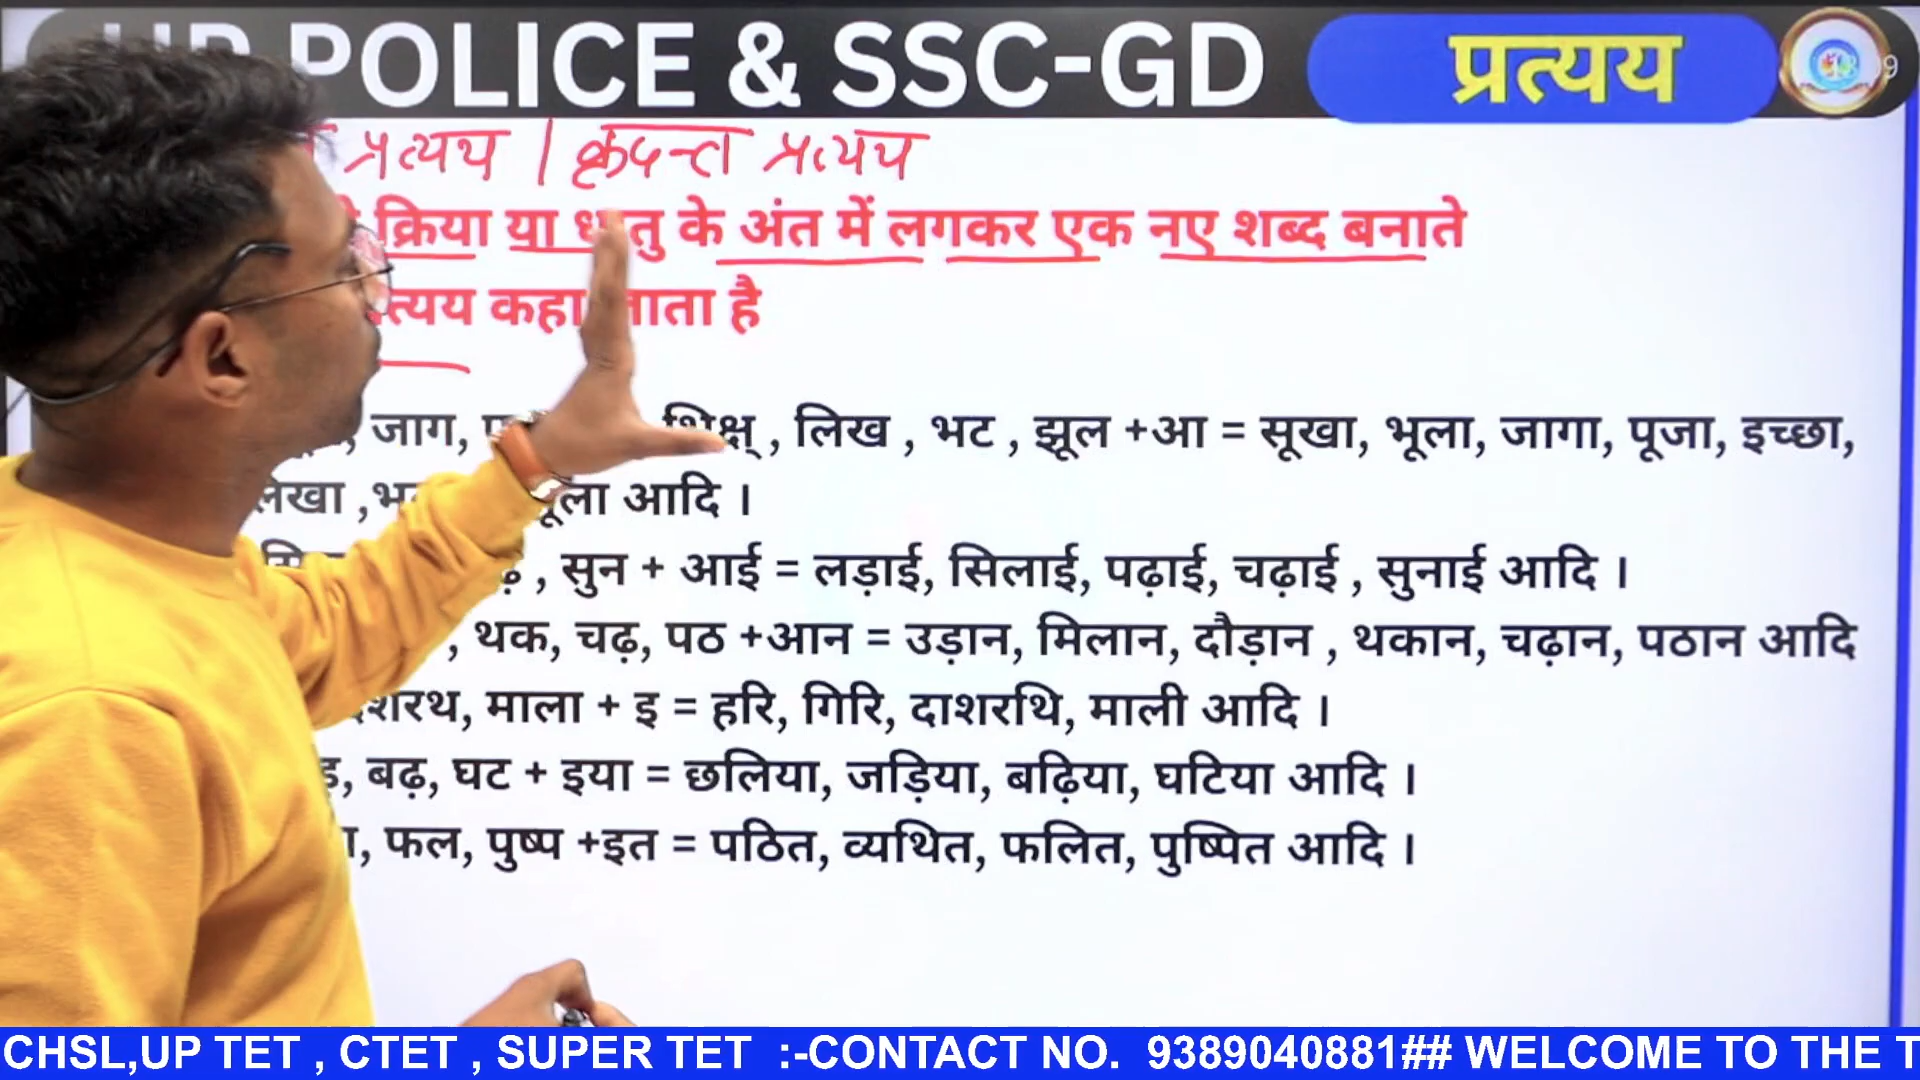 UP POLICE & SSC-GD प्रत्यय
प्रत्यय | कृदन्त प्रत्यय
क्रिया या धातु के अंत में लगकर एक नए शब्द बनाते
कहा जाता है
जाग, भिक्ष् , लिख , भट , झूल +आ = सूखा, भूला, जागा, पूजा, इच्छा,
आदि ।
, सुन + आई = लड़ाई, सिलाई, पढ़ाई, चढ़ाई , सुनाई आदि ।
, थक, चढ़, पठ +आन = उड़ान, मिलान, दौड़ान , थकान, चढ़ान, पठान आदि
माला + इ = हरि, गिरि, दाशरथि, माली आदि ।
बढ़, घट + इया = छलिया, जड़िया, बढ़िया, घटिया आदि ।
फल, पुष्प +इत = पठित, व्यथित, फलित, पुष्पित आदि ।
CHSL,UP TET , CTET , SUPER TET :-CONTACT NO. 9389040881## WELCOME TO THE T